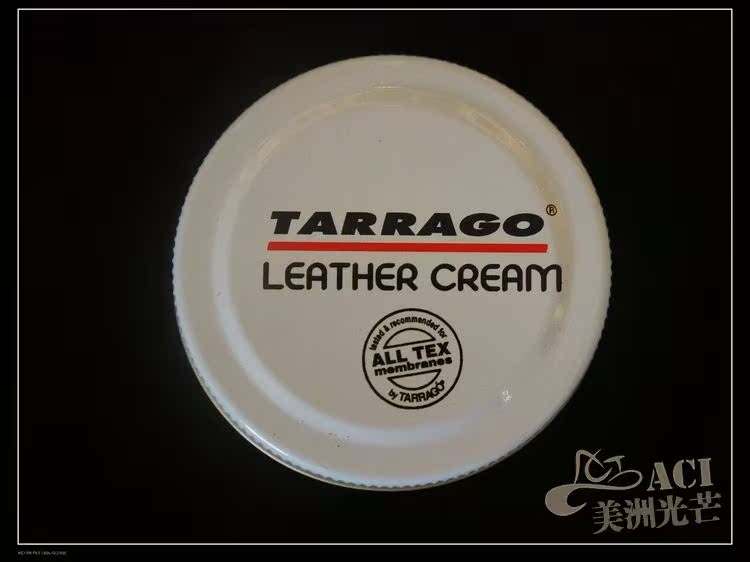 TARRAGO®
LEATHER CREAM
tested & recommended for
ALL TEX
membranes
by TARRAGO®
ACI
美洲光芒